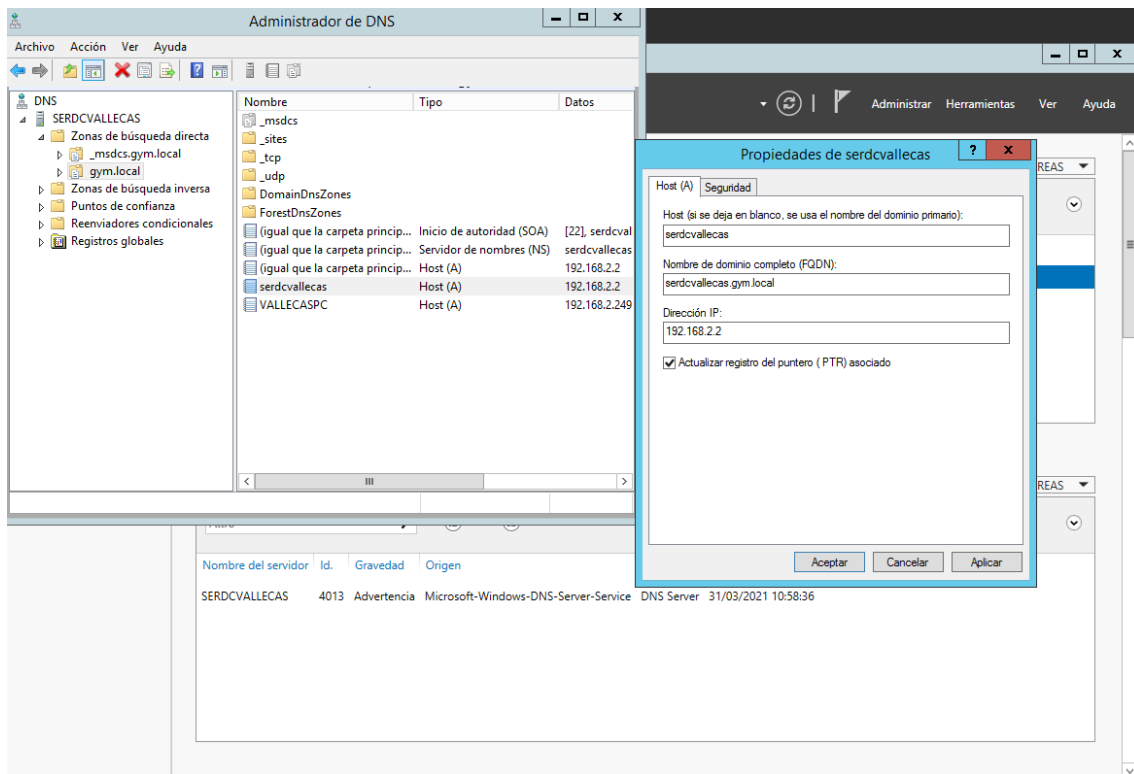 Administrador de DNS
Archivo Acción Ver Ayuda
DNS
SERDCVALLECAS
Zonas de búsqueda directa
_msdcs.gym.local
gym.local
Zonas de búsqueda inversa
Puntos de confianza
Reenviadores condicionales
Registros globales
Nombre Tipo Datos
_msdcs
_sites
_tcp
_udp
DomainDnsZones
ForestDnsZones
(igual que la carpeta princip... Inicio de autoridad (SOA) [22], serdcval
(igual que la carpeta princip... Servidor de nombres (NS) serdcvallecas
(igual que la carpeta princip... Host (A) 192.168.2.2
serdcvallecas Host (A) 192.168.2.2
VALLECASPC Host (A) 192.168.2.249
Administrar Herramientas Ver Ayuda
REAS
Propiedades de serdcvallecas
Host (A) Seguridad
Host (si se deja en blanco, se usa el nombre del dominio primario):
serdcvallecas
Nombre de dominio completo (FQDN):
serdcvallecas.gym.local
Dirección IP:
192.168.2.2
Actualizar registro del puntero ( PTR) asociado
Aceptar Cancelar Aplicar
REAS
Nombre del servidor Id. Gravedad Origen
SERDCVALLECAS 4013 Advertencia Microsoft-Windows-DNS-Server-Service DNS Server 31/03/2021 10:58:36